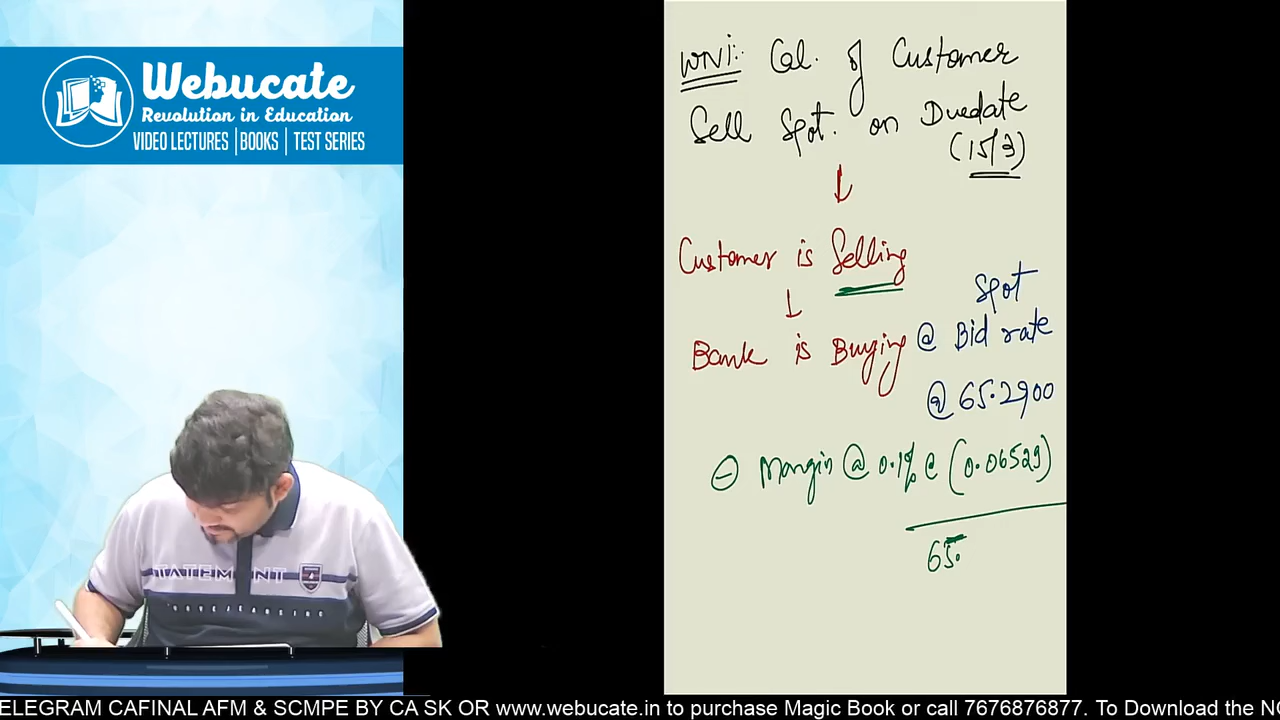 Webucate
Revolution in Education
VIDEO LECTURES | BOOKS | TEST SERIES
WN1:- Cal. of Customer
Sell Spot. on Duedate
(15/3)
Customer is Selling
Spot
Bank is Buying @ Bid rate
@ 65.2900
⊖ Margin @ 0.1% @ (0.06529)
65.
TATEM NT
ELEGRAM CAFINAL AFM & SCMPE BY CA SK OR www.webucate.in to purchase Magic Book or call 7676876877. To Download the NO